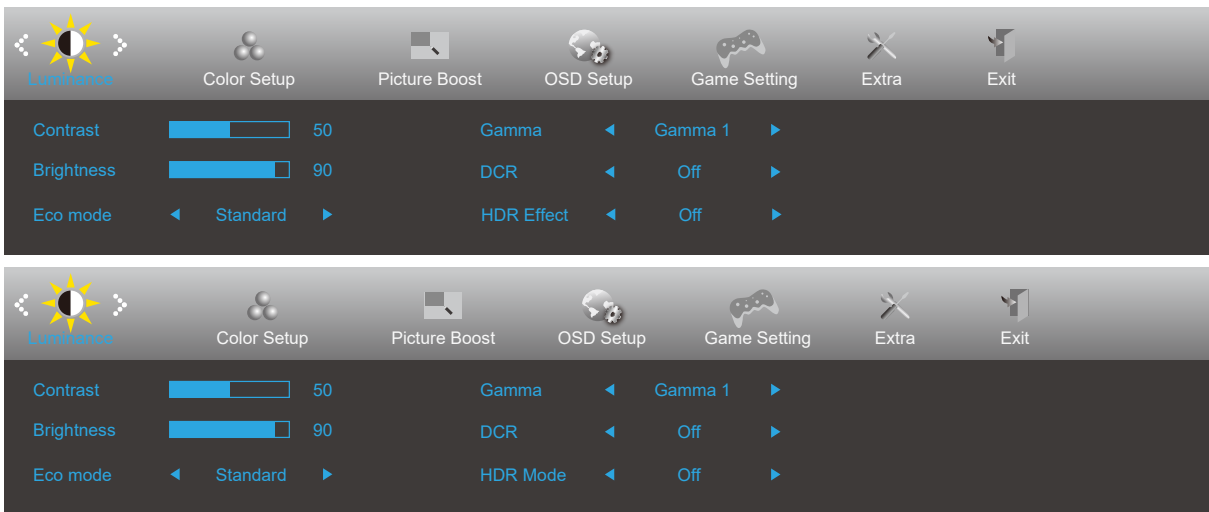 Luminance Color Setup Picture Boost OSD Setup Game Setting Extra Exit
Contrast 50 Gamma Gamma 1
Brightness 90 DCR Off
Eco mode Standard HDR Effect Off
Luminance Color Setup Picture Boost OSD Setup Game Setting Extra Exit
Contrast 50 Gamma Gamma 1
Brightness 90 DCR Off
Eco mode Standard HDR Mode Off